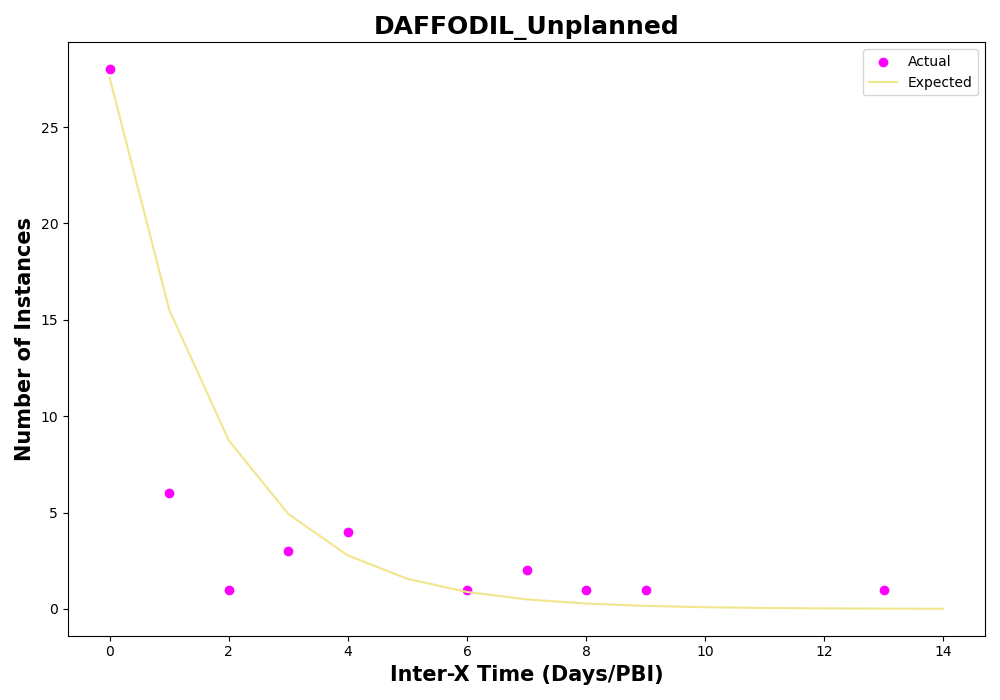 DAFFODIL_Unplanned
Actual
Expected
Number of Instances
25
20
15
10
5
0
0 2 4 6 8 10 12 14
Inter-X Time (Days/PBI)